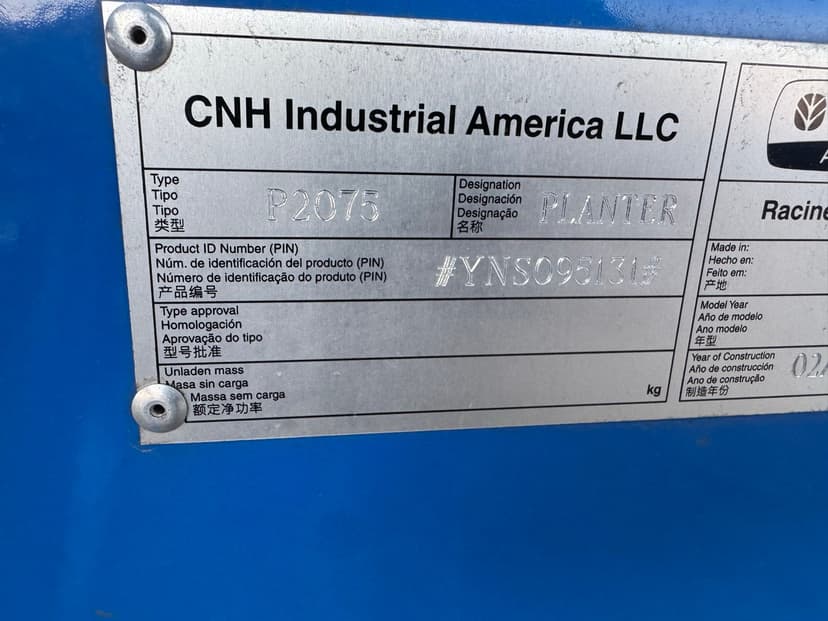 CNH Industrial America LLC
Type
Tipo
Tipo
类型
P2075
Designation
Designación
Designação
名称
PLANTER
Product ID Number (PIN)
Núm. de identificación del producto (PIN)
Número de identificação do produto (PIN)
产品编号
#YNS095131#
Type approval
Homologación
Aprovação do tipo
型号批准
Unladen mass
Masa sin carga
Massa sem carga
额定净功率
kg
Racine
Made in:
Hecho en:
Feito em:
产地
Model Year
Año de modelo
Ano modelo
年型
Year of Construction
Año de construcción
Ano de construção
制造年份
02